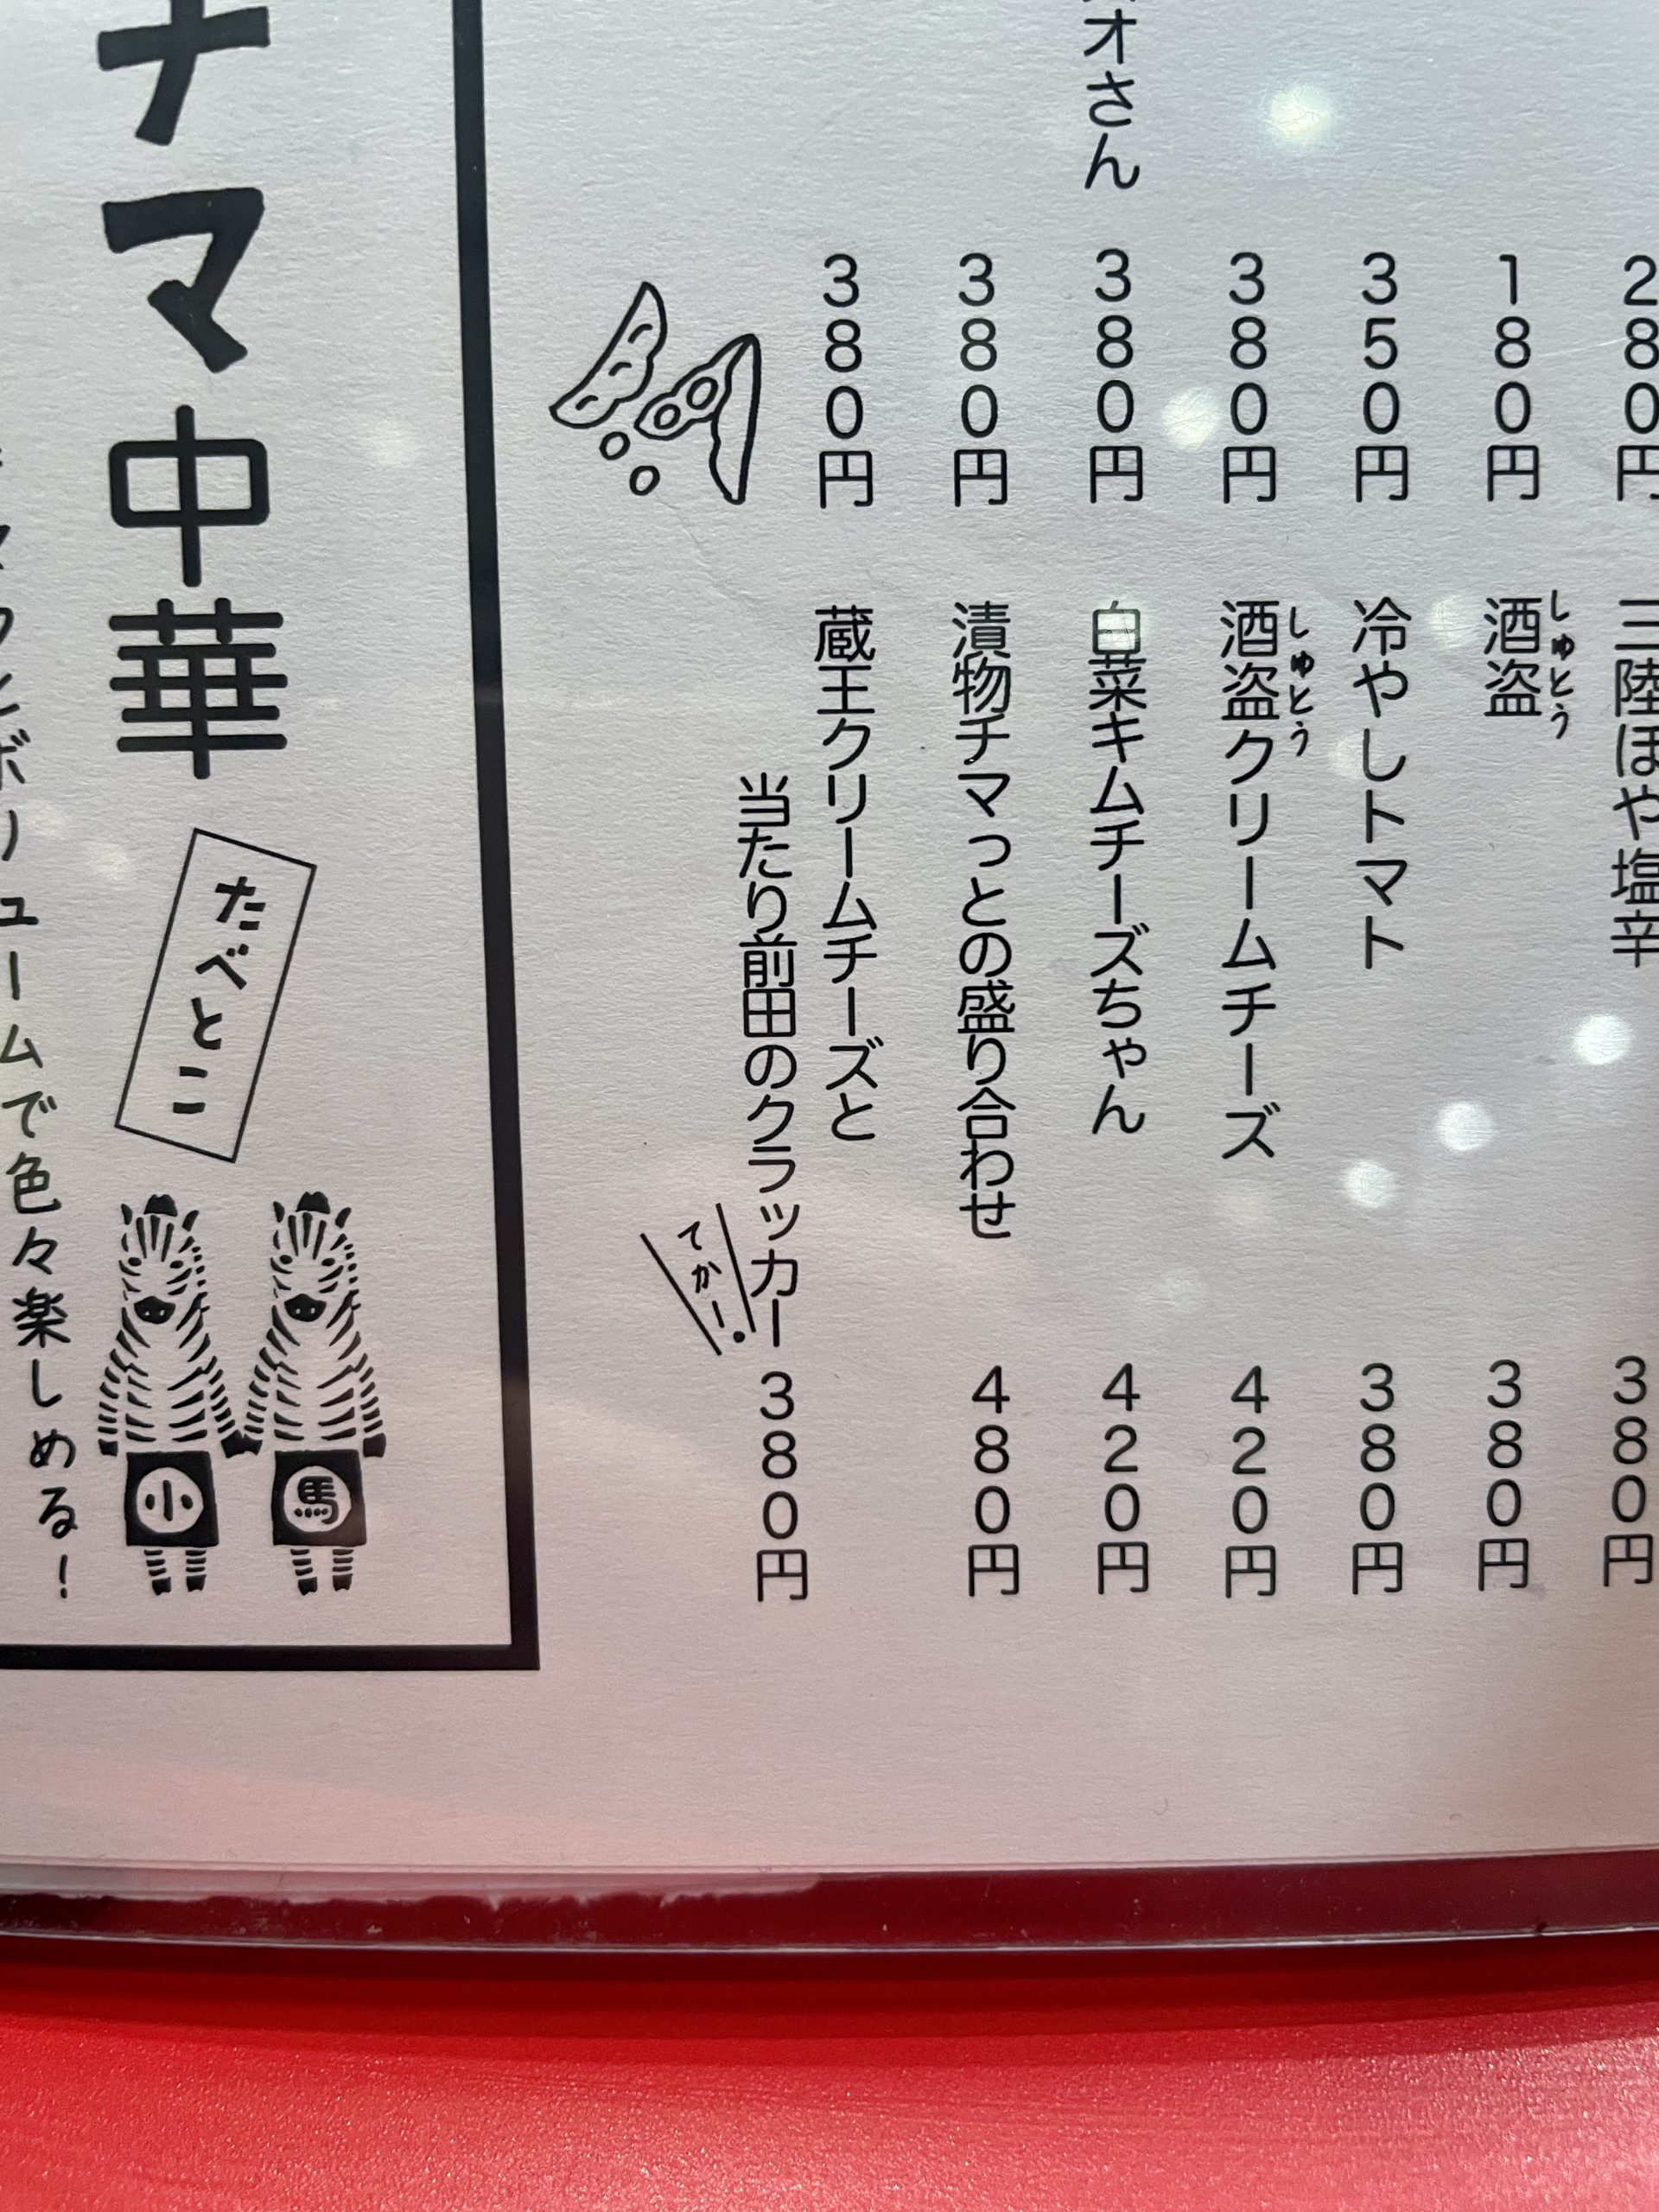 280円
180円
350円
380円
オさん 380円
380円
380円
三陸ほや塩辛 380円
しゅとう
酒盗 380円
冷やしトマト 380円
しゅとう
酒盗クリームチーズ 420円
白菜キムチーズちゃん 420円
漬物チマっとの盛り合わせ 480円
蔵王クリームチーズと
当たり前田のクラッカー 380円
てかー!
マ中華
たべとこ
馬
小
ボリュームで色々楽しめる!